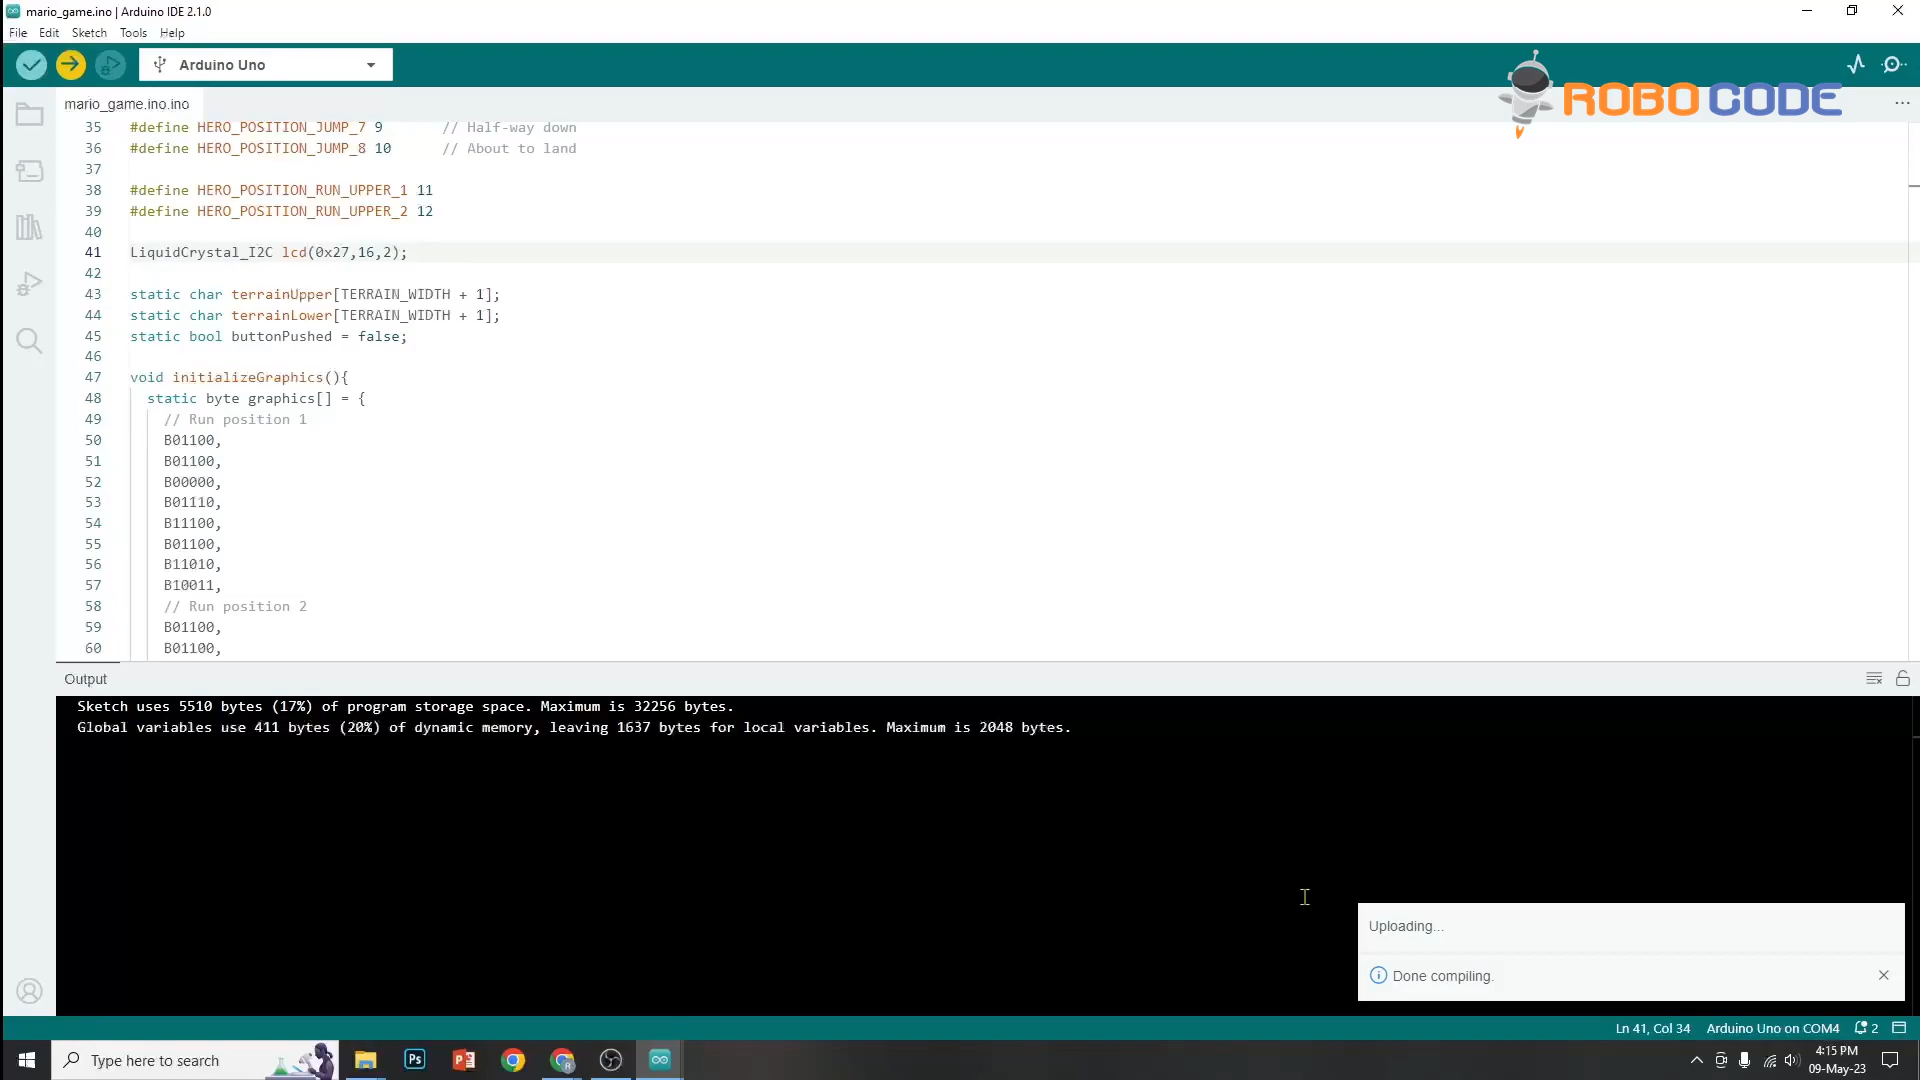 mario_game.ino | Arduino IDE 2.1.0
File Edit Sketch Tools Help
Arduino Uno
ROBO CODE
mario_game.ino.ino
35 #define HERO_POSITION_JUMP_7 9 // Half-way down
36 #define HERO_POSITION_JUMP_8 10 // About to land
37
38 #define HERO_POSITION_RUN_UPPER_1 11
39 #define HERO_POSITION_RUN_UPPER_2 12
40
41 LiquidCrystal_I2C lcd(0x27,16,2);
42
43 static char terrainUpper[TERRAIN_WIDTH + 1];
44 static char terrainLower[TERRAIN_WIDTH + 1];
45 static bool buttonPushed = false;
46
47 void initializeGraphics(){
48 static byte graphics[] = {
49 // Run position 1
50 B01100,
51 B01100,
52 B00000,
53 B01110,
54 B11100,
55 B01100,
56 B11010,
57 B10011,
58 // Run position 2
59 B01100,
60 B01100,
Output
Sketch uses 5510 bytes (17%) of program storage space. Maximum is 32256 bytes.
Global variables use 411 bytes (20%) of dynamic memory, leaving 1637 bytes for local variables. Maximum is 2048 bytes.
Uploading...
Done compiling.
Ln 41, Col 34 Arduino Uno on COM4 2
Type here to search
Ps
P
R
4:15 PM
09-May-23